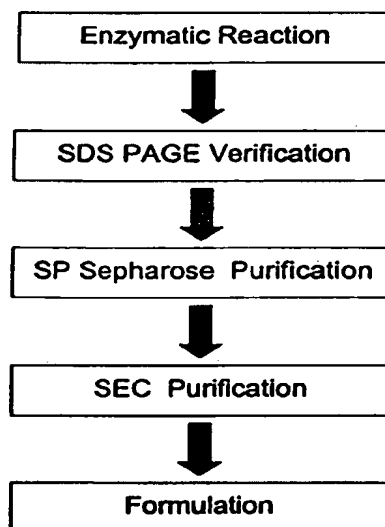 Enzymatic Reaction
SDS PAGE Verification
SP Sepharose Purification
SEC Purification
Formulation